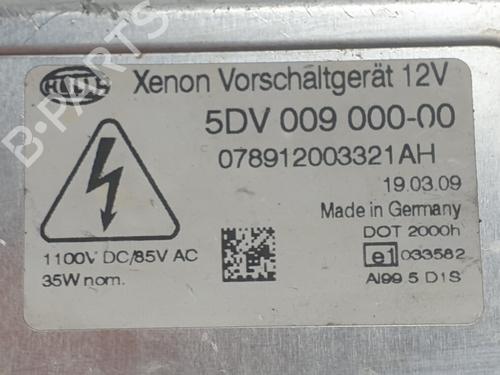 HELLA Xenon Vorschaltgerät 12V
5DV 009 000-00
078912003321AH
19.03.09
Made in Germany
DOT 2000h
e1 033582
AI99 5 D1S
1100V DC/85V AC
35W nom.
B-PARTS